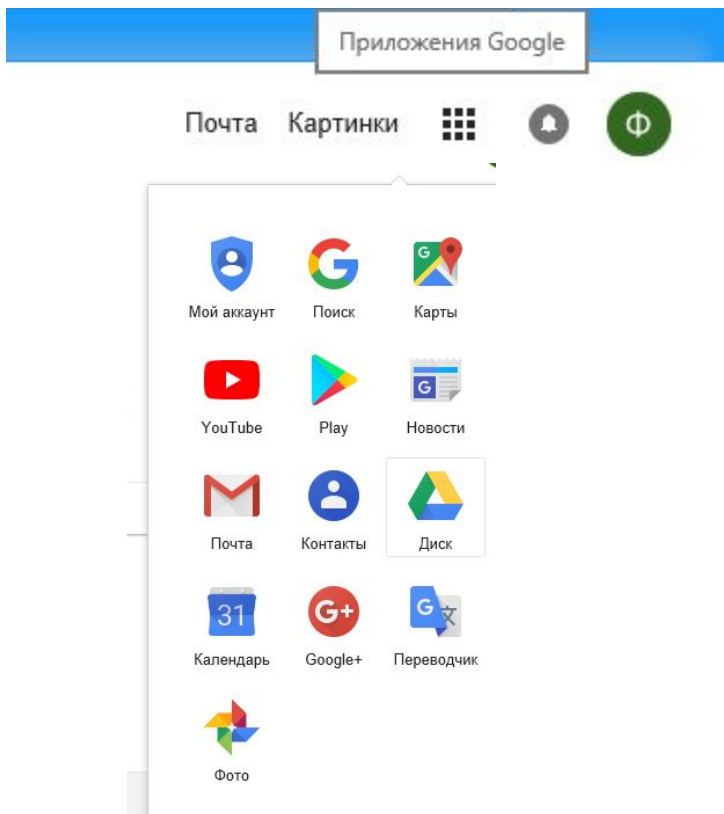 Приложения Google
Почта Картинки Ф
Мой аккаунт Поиск Карты
YouTube Play Новости
Почта Контакты Диск
31 G+
Календарь Google+ Переводчик
Фото